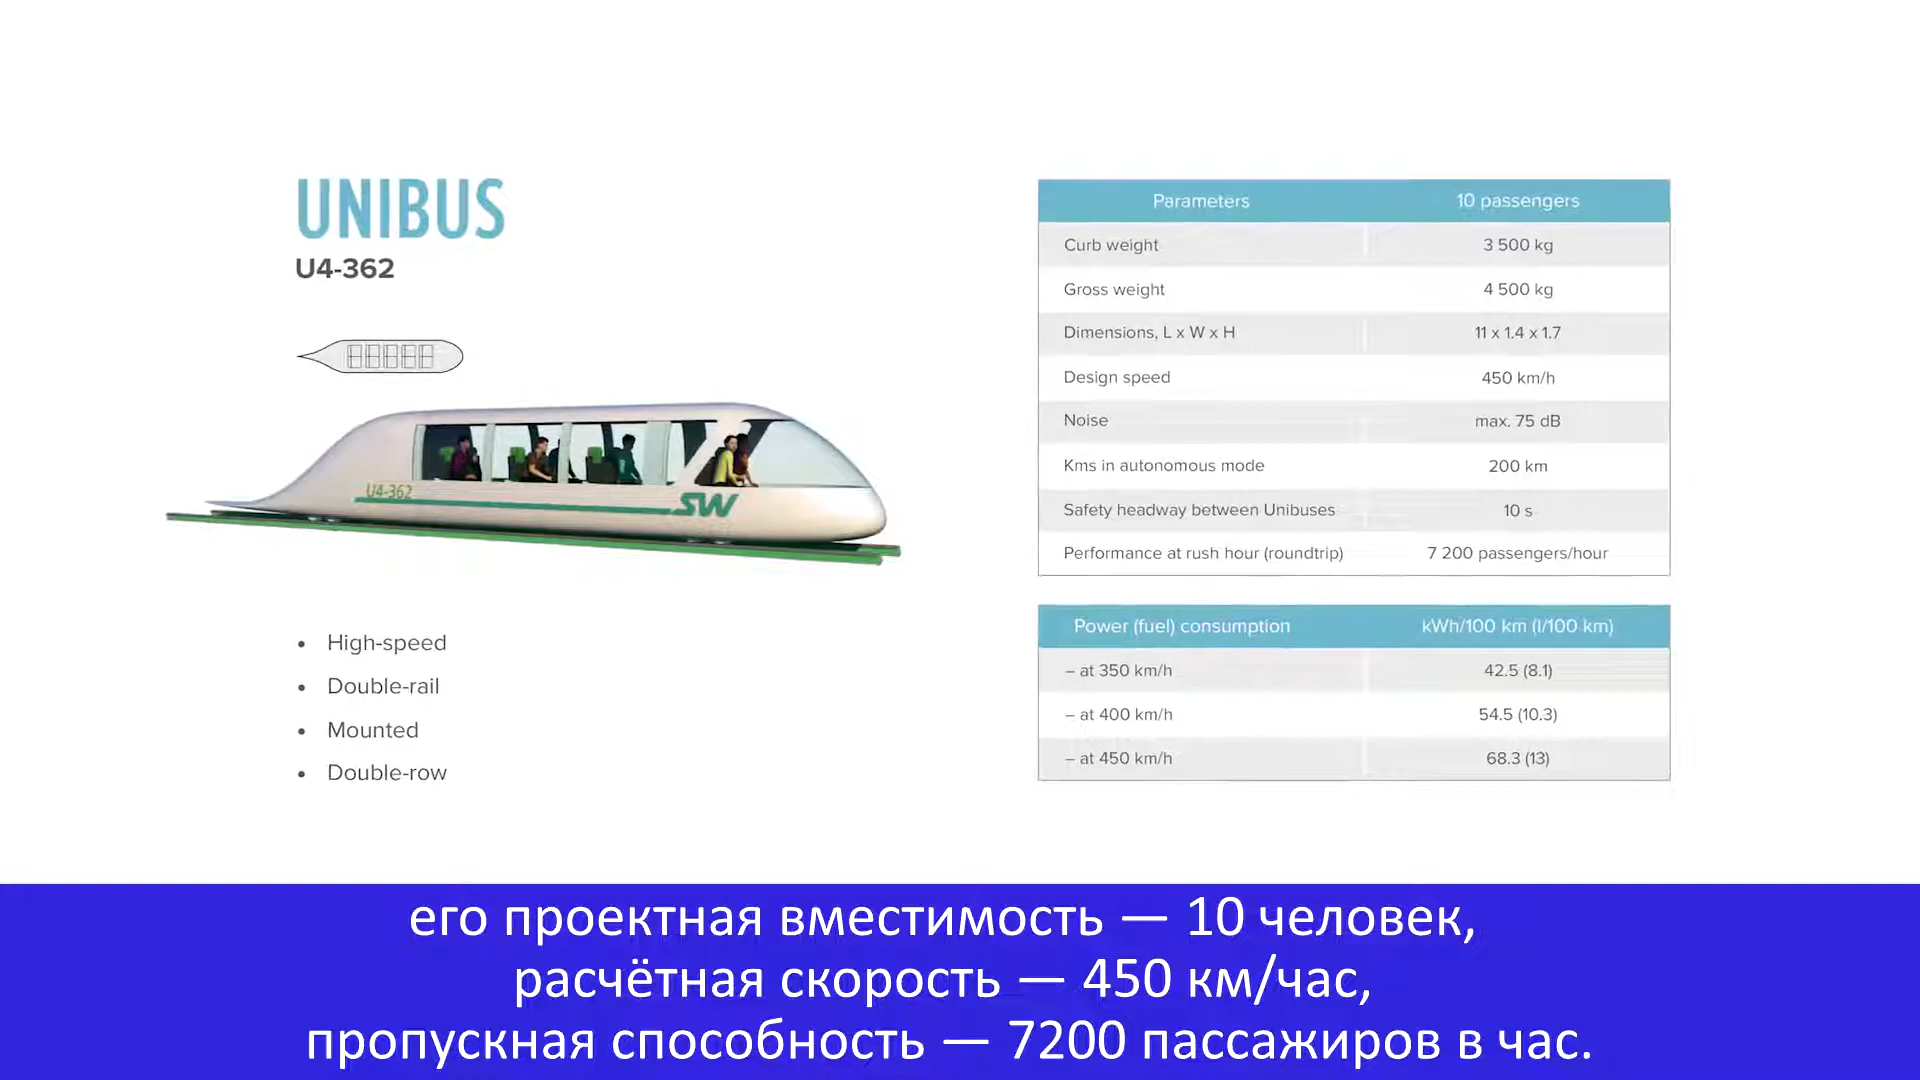 UNIBUS
U4-362
U4-362
SW
• High-speed
• Double-rail
• Mounted
• Double-row
Parameters 10 passengers
Curb weight 3 500 kg
Gross weight 4 500 kg
Dimensions, L x W x H 11 x 1.4 x 1.7
Design speed 450 km/h
Noise max. 75 dB
Kms in autonomous mode 200 km
Safety headway between Unibuses 10 s
Performance at rush hour (roundtrip) 7 200 passengers/hour
Power (fuel) consumption kWh/100 km (l/100 km)
– at 350 km/h 42.5 (8.1)
– at 400 km/h 54.5 (10.3)
– at 450 km/h 68.3 (13)
его проектная вместимость — 10 человек,
расчётная скорость — 450 км/час,
пропускная способность — 7200 пассажиров в час.